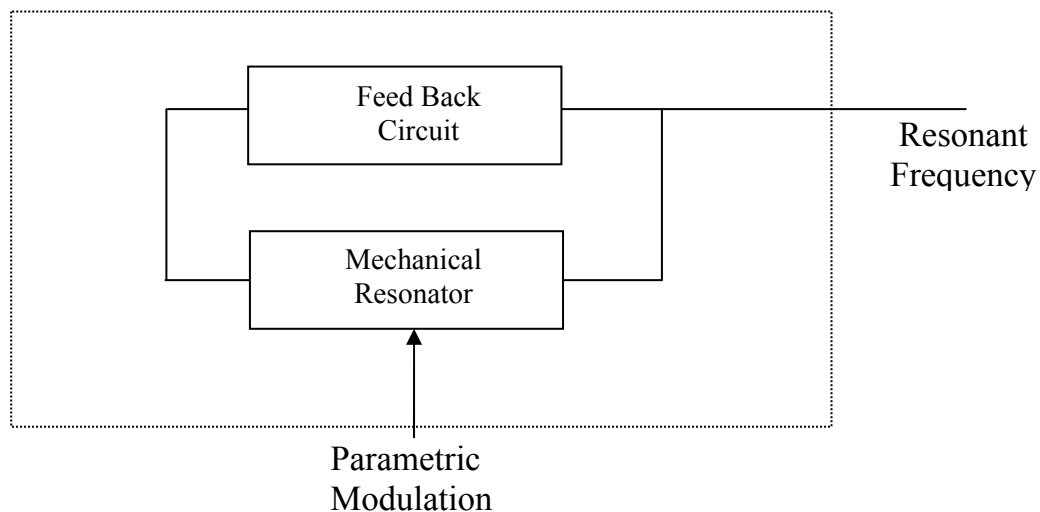 Feed Back
Circuit
Resonant
Frequency
Mechanical
Resonator
Parametric
Modulation